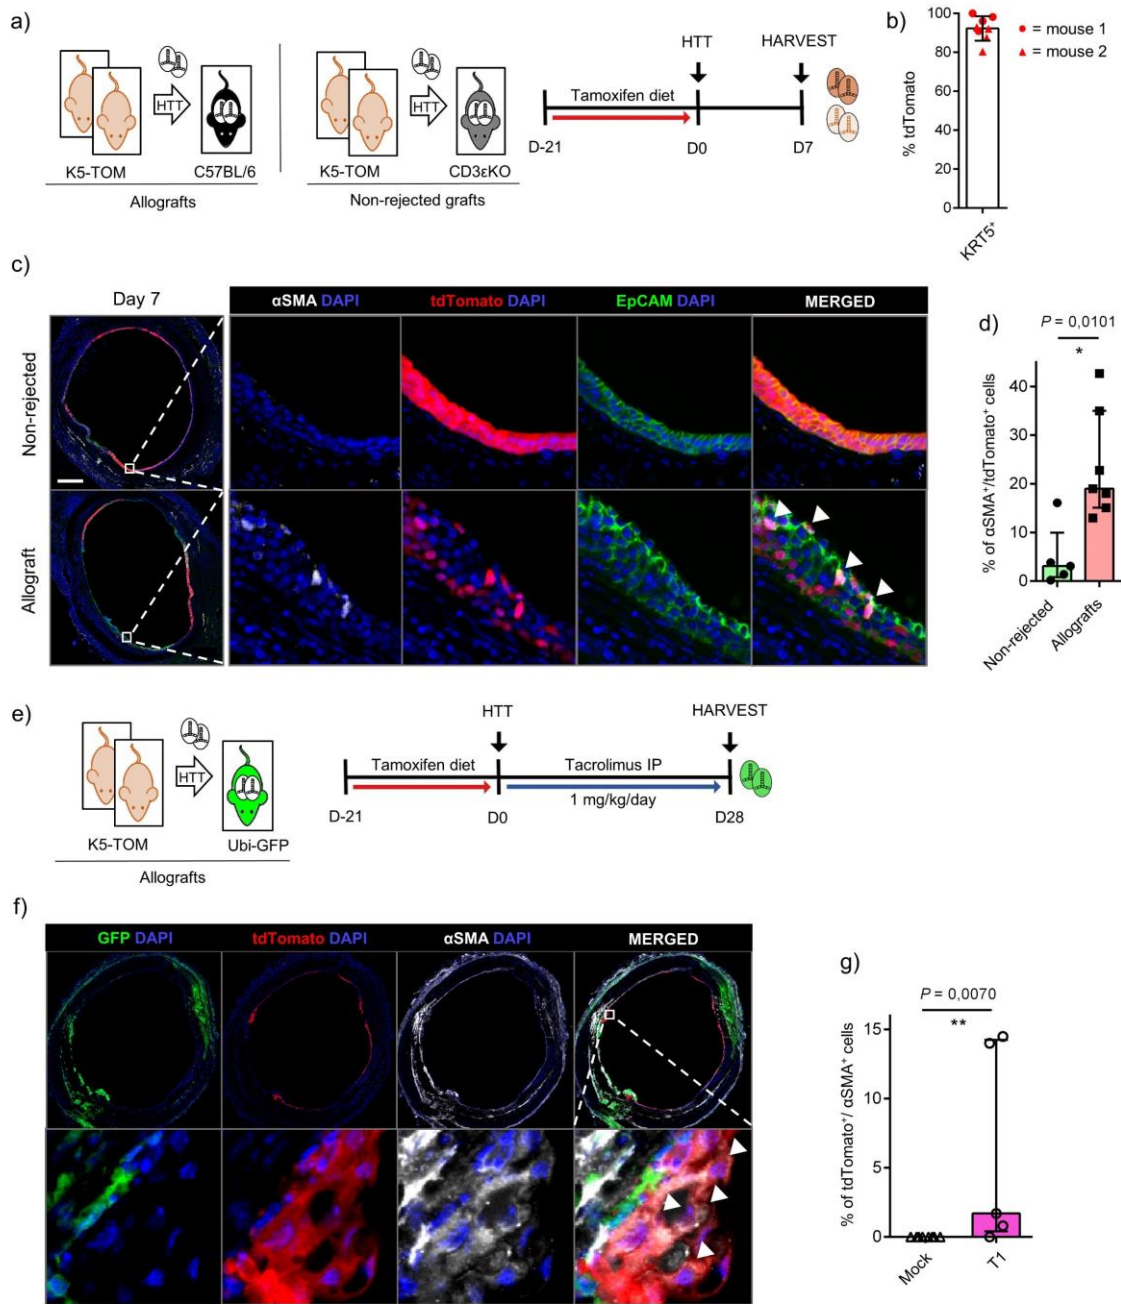 a)
HTT
K5-TOM
C57BL/6
Allografts
HTT
K5-TOM
CD3εKO
Non-rejected grafts
HTT
HARVEST
Tamoxifen diet
D-21
D0
D7
b)
% tdTomato
100
80
60
40
20
0
KRT5⁺
= mouse 1
= mouse 2
c)
Day 7
αSMA DAPI
tdTomato DAPI
EpCAM DAPI
MERGED
Non-rejected
Allograft
d)
P = 0,0101
*
% of αSMA⁺/tdTomato⁺ cells
40
30
20
10
0
Non-rejected
Allografts
e)
HTT
K5-TOM
Ubi-GFP
Allografts
HTT
HARVEST
Tamoxifen diet
Tacrolimus IP
1 mg/kg/day
D-21
D0
D28
f)
GFP DAPI
tdTomato DAPI
αSMA DAPI
MERGED
g)
P = 0,0070
**
% of tdTomato⁺/ αSMA⁺ cells
15
10
5
0
Mock
T1